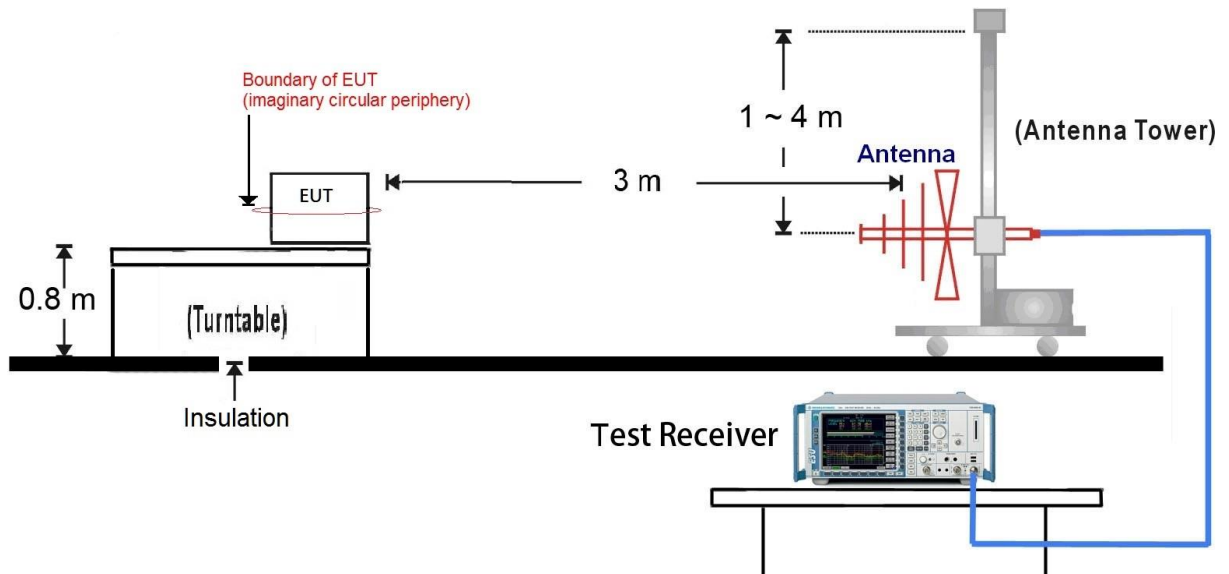 Boundary of EUT
(imaginary circular periphery)
1 ~ 4 m
(Antenna Tower)
Antenna
3 m
EUT
0.8 m
(Turntable)
Insulation
Test Receiver